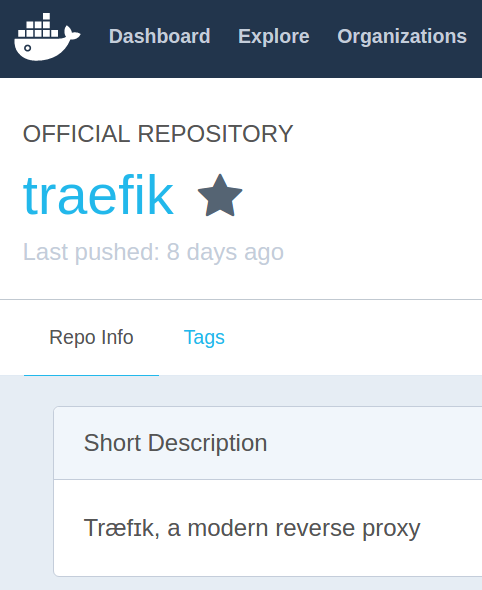 Dashboard Explore Organizations
OFFICIAL REPOSITORY
traefik
Last pushed: 8 days ago
Repo Info Tags
Short Description
Træfɪk, a modern reverse proxy